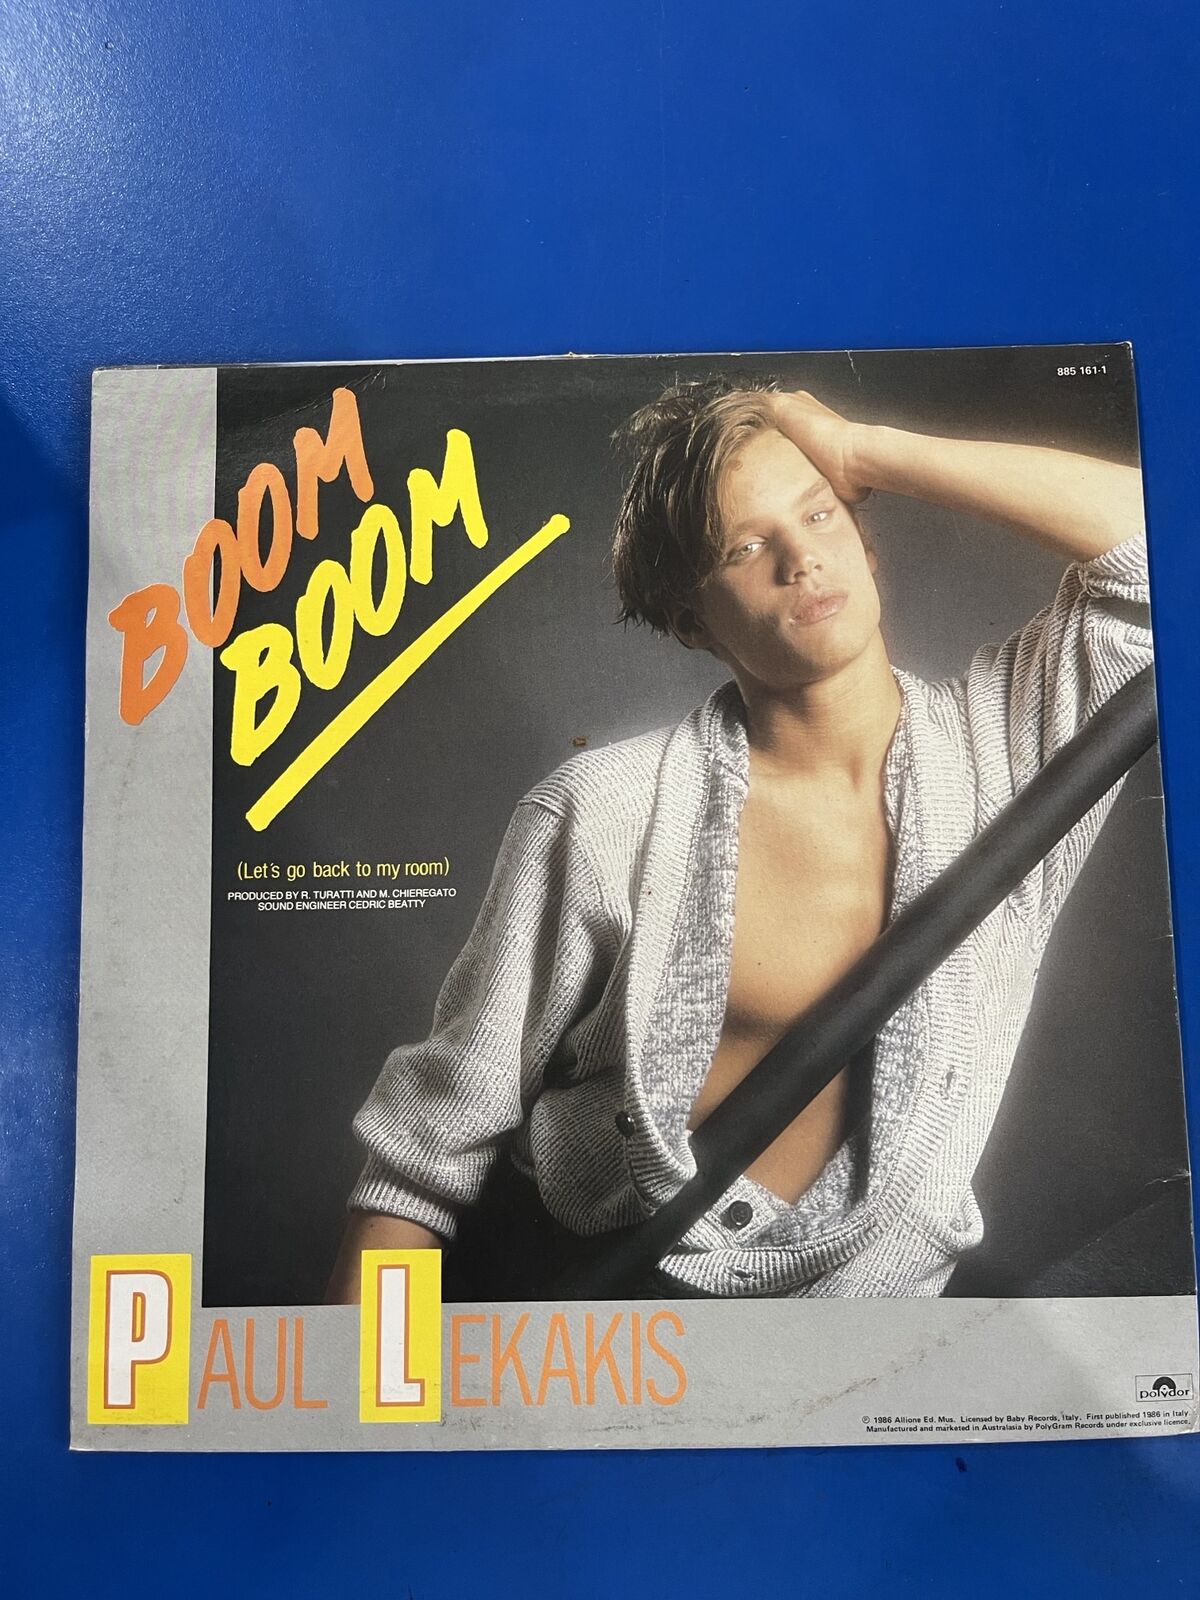 885 161-1
BOOM
BOOM
(Let's go back to my room)
PRODUCED BY R. TURATTI AND M. CHIEREGATO
SOUND ENGINEER CEDRIC BEATTY
PAUL LEKAKIS
polydor
℗ 1986 Allione Ed. Mus. Licensed by Baby Records, Italy. First published 1986 in Italy.
Manufactured and marketed in Australasia by PolyGram Records under exclusive licence.